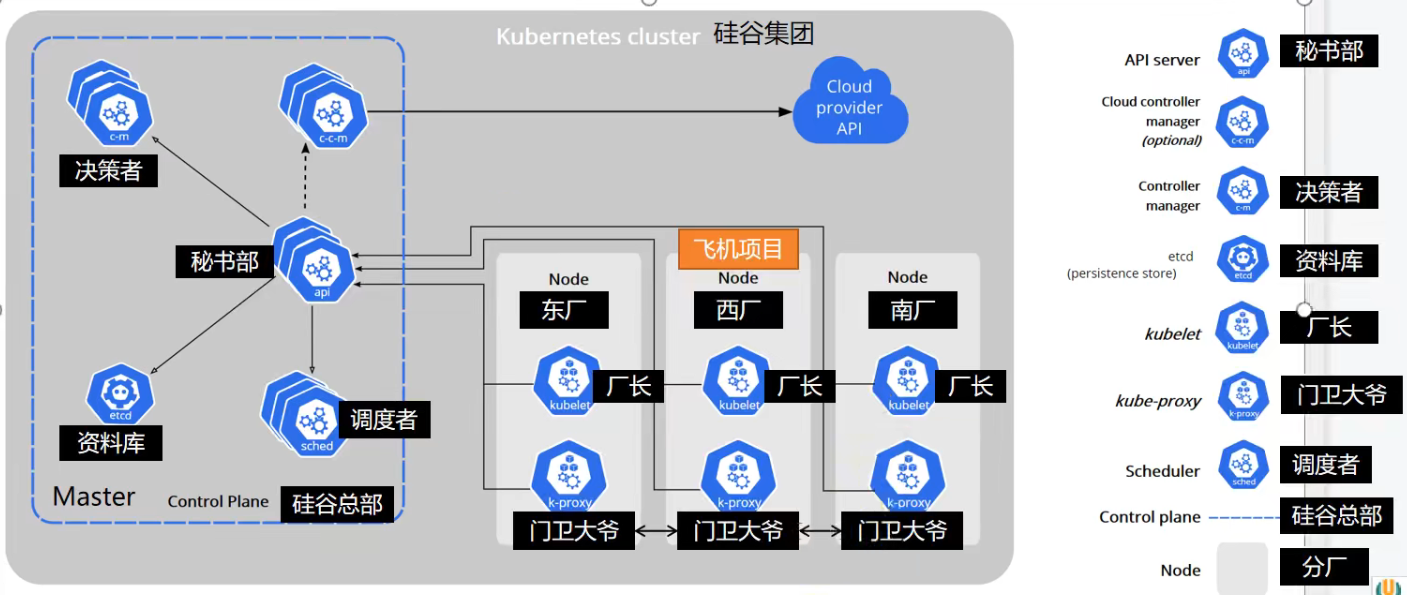 Kubernetes cluster 硅谷集团
Cloud
provider
API
c-m
c-c-m
决策者
秘书部
api
飞机项目
Node
Node
Node
东厂
西厂
南厂
kubelet
厂长
kubelet
厂长
kubelet
厂长
etcd
资料库
sched
调度者
k-proxy
k-proxy
k-proxy
门卫大爷
门卫大爷
门卫大爷
Master
Control Plane
硅谷总部
API server
api
秘书部
Cloud controller
manager
(optional)
c-c-m
Controller
manager
c-m
决策者
etcd
(persistence store)
etcd
资料库
kubelet
kubelet
厂长
kube-proxy
k-proxy
门卫大爷
Scheduler
sched
调度者
Control plane
硅谷总部
Node
分厂